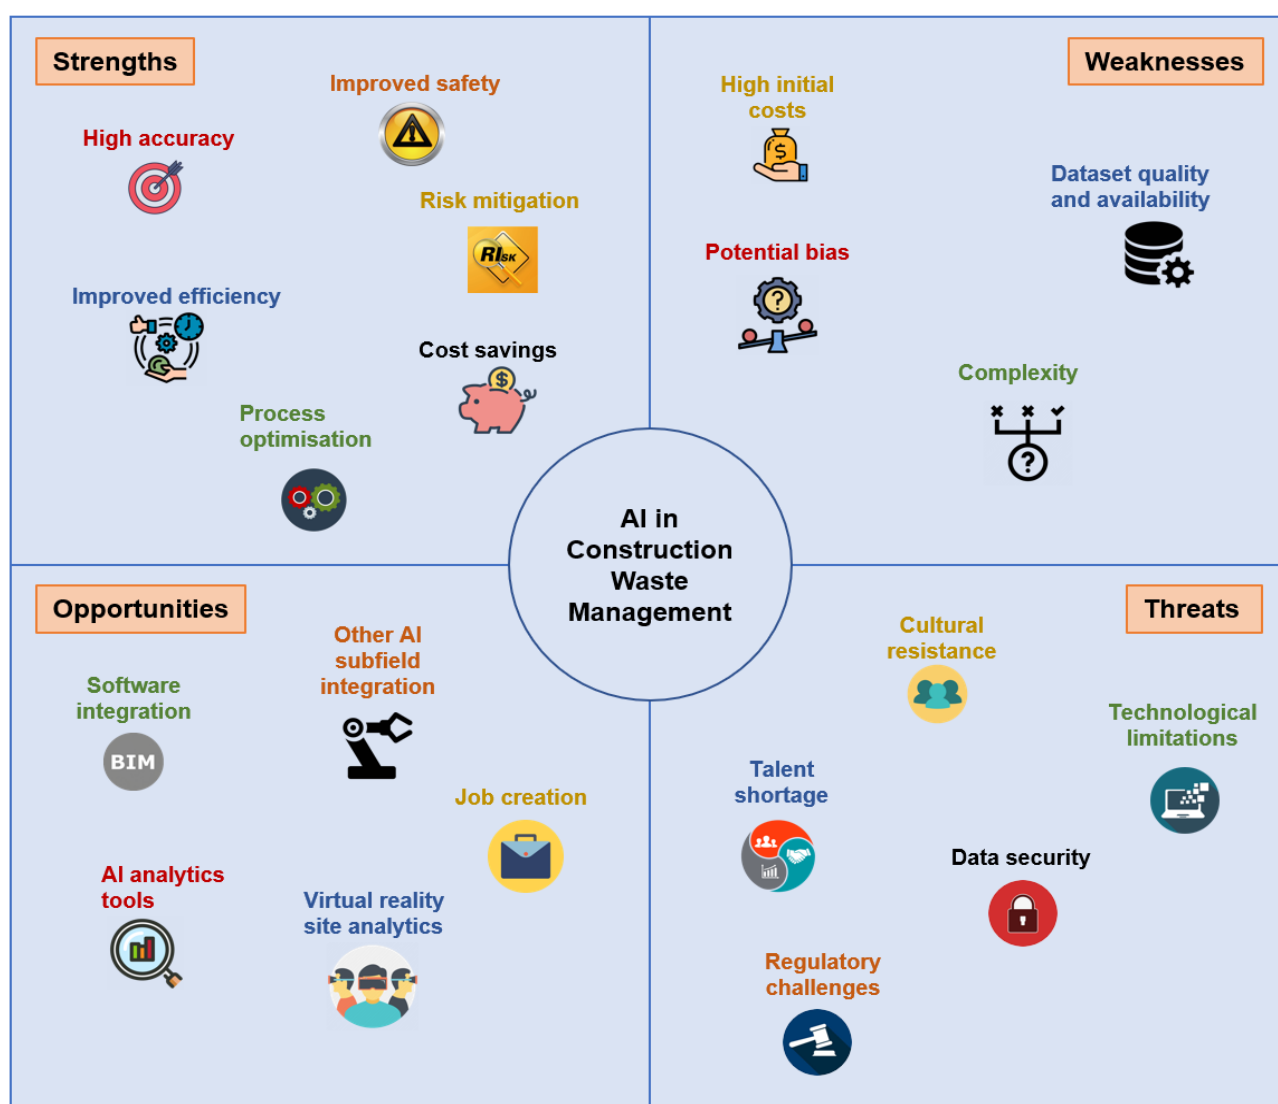 Strengths
Improved safety
High accuracy
Risk mitigation
RISK
Improved efficiency
Cost savings
$
Process
optimisation
Weaknesses
High initial
costs
$
Dataset quality
and availability
Potential bias
?
Complexity
?
AI in
Construction
Waste
Management
Opportunities
Other AI
subfield
integration
Software
integration
BIM
Job creation
AI analytics
tools
Virtual reality
site analytics
Threats
Cultural
resistance
Technological
limitations
Talent
shortage
Data security
Regulatory
challenges